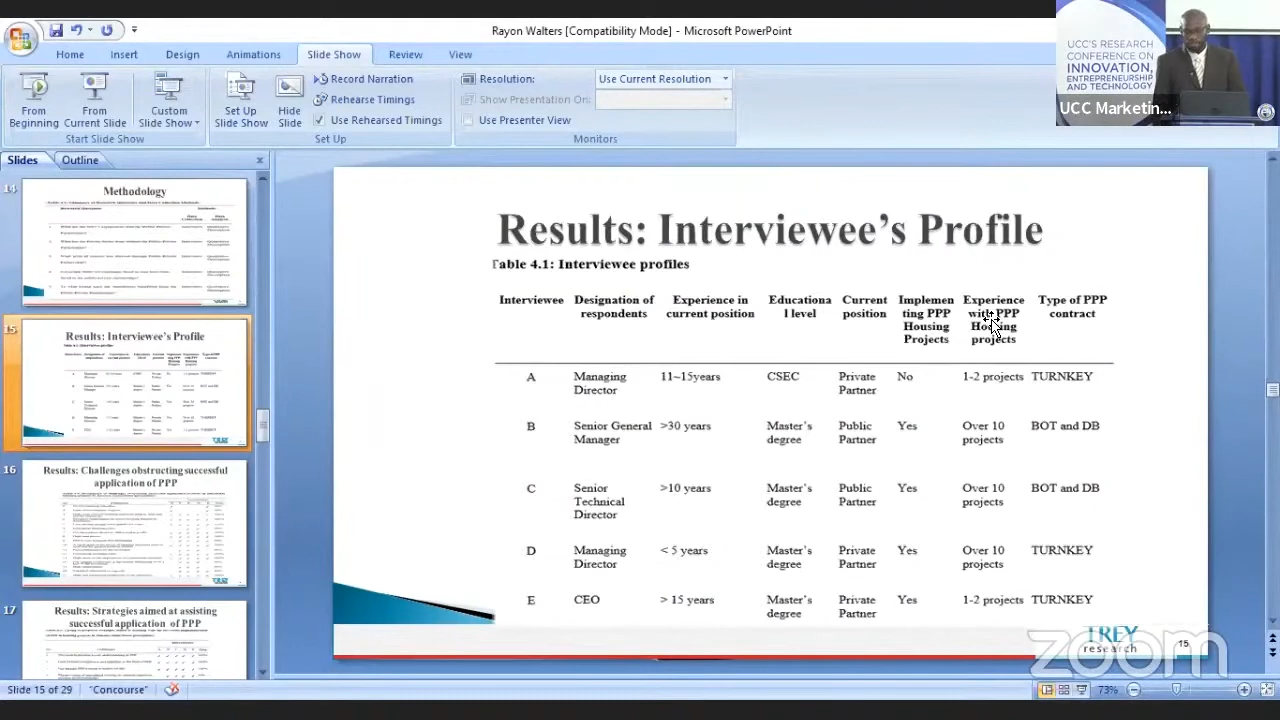 Rayon Walters [Compatibility Mode] - Microsoft PowerPoint
Home Insert Design Animations Slide Show Review View
From Beginning
From Current Slide
Custom Slide Show
Start Slide Show
Set Up Slide Show
Hide Slide
Record Narration
Rehearse Timings
Use Rehearsed Timings
Set Up
Resolution: Use Current Resolution
Show Presentation On:
Use Presenter View
Monitors
UCC'S RESEARCH
CONFERENCE ON
INNOVATION,
ENTREPRENEURSHIP
AND TECHNOLOGY
UCC Marketin...
Slides Outline
14
Methodology
15
Results: Interviewee's Profile
Table 4.1: Interviewee profiles
16
Results: Challenges obstructing successful
application of PPP
17
Results: Strategies aimed at assisting
successful application of PPP
Results: Interviewee's Profile
Table 4.1: Interviewee profiles
Interviewee Designation of Experience in Educationa Current Implemen Experience Type of PPP
respondents current position l level position ting PPP with PPP contract
Housing Housing
Projects projects
A Managing 11~15years CSEC Private No 1-2 projects TURNKEY
Director Partner
B Senior General >30 years Master's Public Yes Over 10 BOT and DB
Manager degree Partner projects
C Senior >10 years Master's Public Yes Over 10 BOT and DB
Technical degree Partner projects
Director
D Managing < 5 years Master's Private Yes Over 10 TURNKEY
Director degree Partner projects
E CEO > 15 years Master's Private Yes 1-2 projects TURNKEY
degree Partner
TREY
research
15
zoom
Slide 15 of 29 "Concourse" 73%